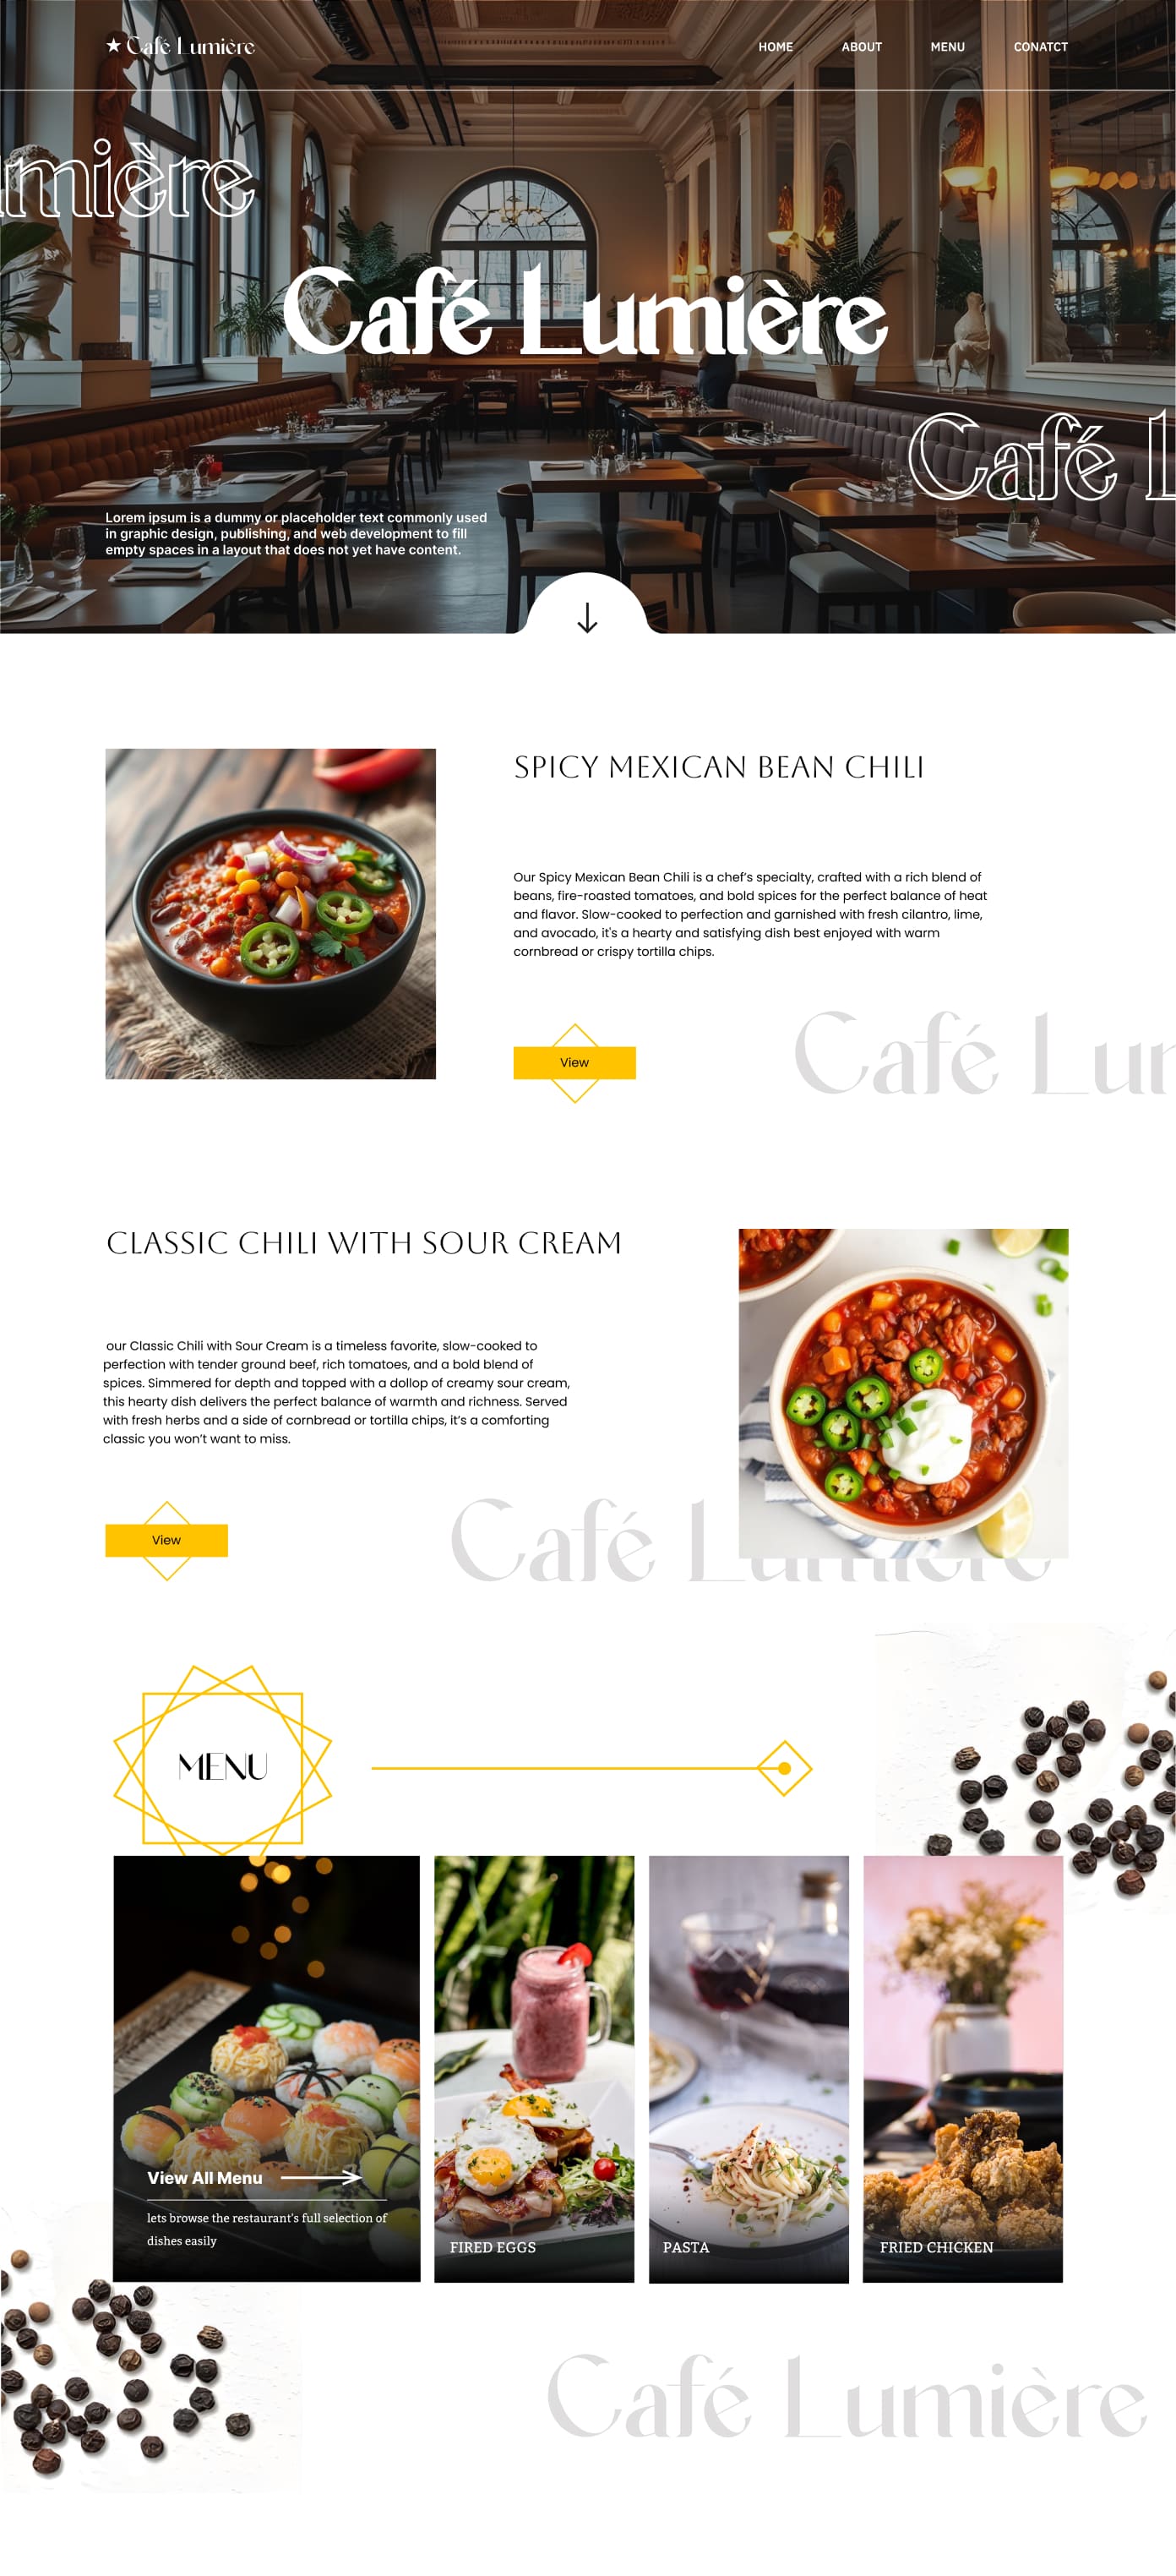 Café Lumière
HOME ABOUT MENU CONATCT
mière
Café Lumière
Café L
Lorem ipsum is a dummy or placeholder text commonly used
in graphic design, publishing, and web development to fill
empty spaces in a layout that does not yet have content.
SPICY MEXICAN BEAN CHILI
Our Spicy Mexican Bean Chili is a chef’s specialty, crafted with a rich blend of
beans, fire-roasted tomatoes, and bold spices for the perfect balance of heat
and flavor. Slow-cooked to perfection and garnished with fresh cilantro, lime,
and avocado, it's a hearty and satisfying dish best enjoyed with warm
cornbread or crispy tortilla chips.
View
Café Lum
CLASSIC CHILI WITH SOUR CREAM
our Classic Chili with Sour Cream is a timeless favorite, slow-cooked to
perfection with tender ground beef, rich tomatoes, and a bold blend of
spices. Simmered for depth and topped with a dollop of creamy sour cream,
this hearty dish delivers the perfect balance of warmth and richness. Served
with fresh herbs and a side of cornbread or tortilla chips, it’s a comforting
classic you won’t want to miss.
View
Café Lumière
MENU
View All Menu
lets browse the restaurant's full selection of
dishes easily
FIRED EGGS
PASTA
FRIED CHICKEN
Café Lumière